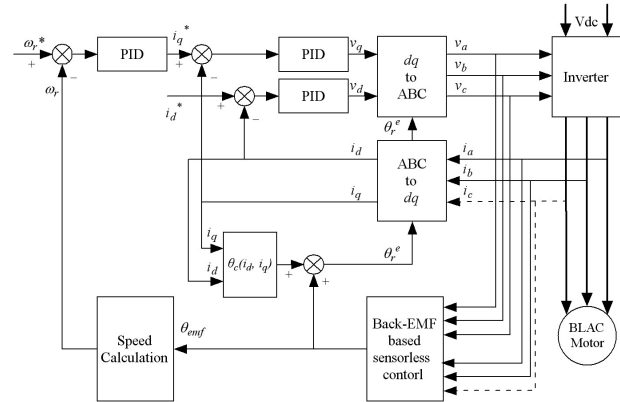 ω_r* i_q* v_q v_a Vdc
+ PID + PID dq to ABC v_b Inverter
− − v_c
ω_r PID v_d
i_d* + −
θ_r^e
i_d ABC to dq i_a
i_b
i_q i_c
i_q
θ_c(i_d, i_q) + θ_r^e
i_d +
Speed Calculation θ_emf Back-EMF based sensorless contorl BLAC Motor